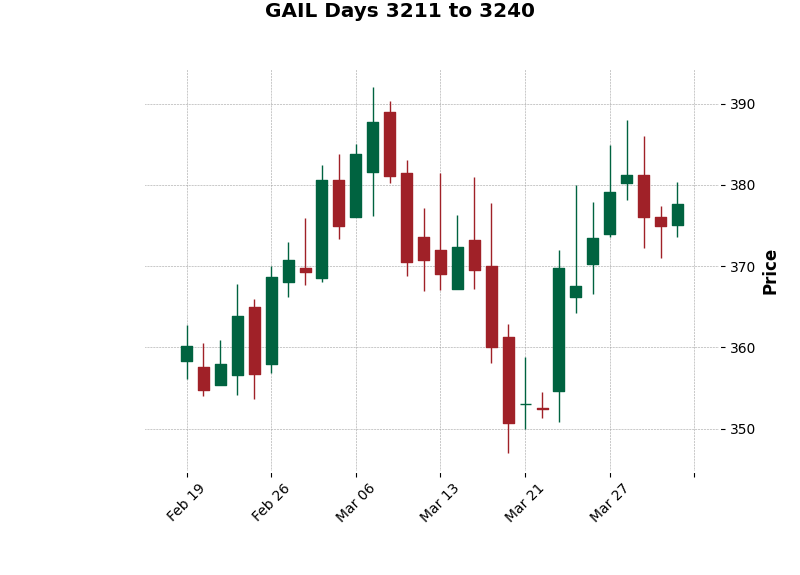 GAIL Days 3211 to 3240
390
380
370
360
350
Price
Feb 19
Feb 26
Mar 06
Mar 13
Mar 21
Mar 27